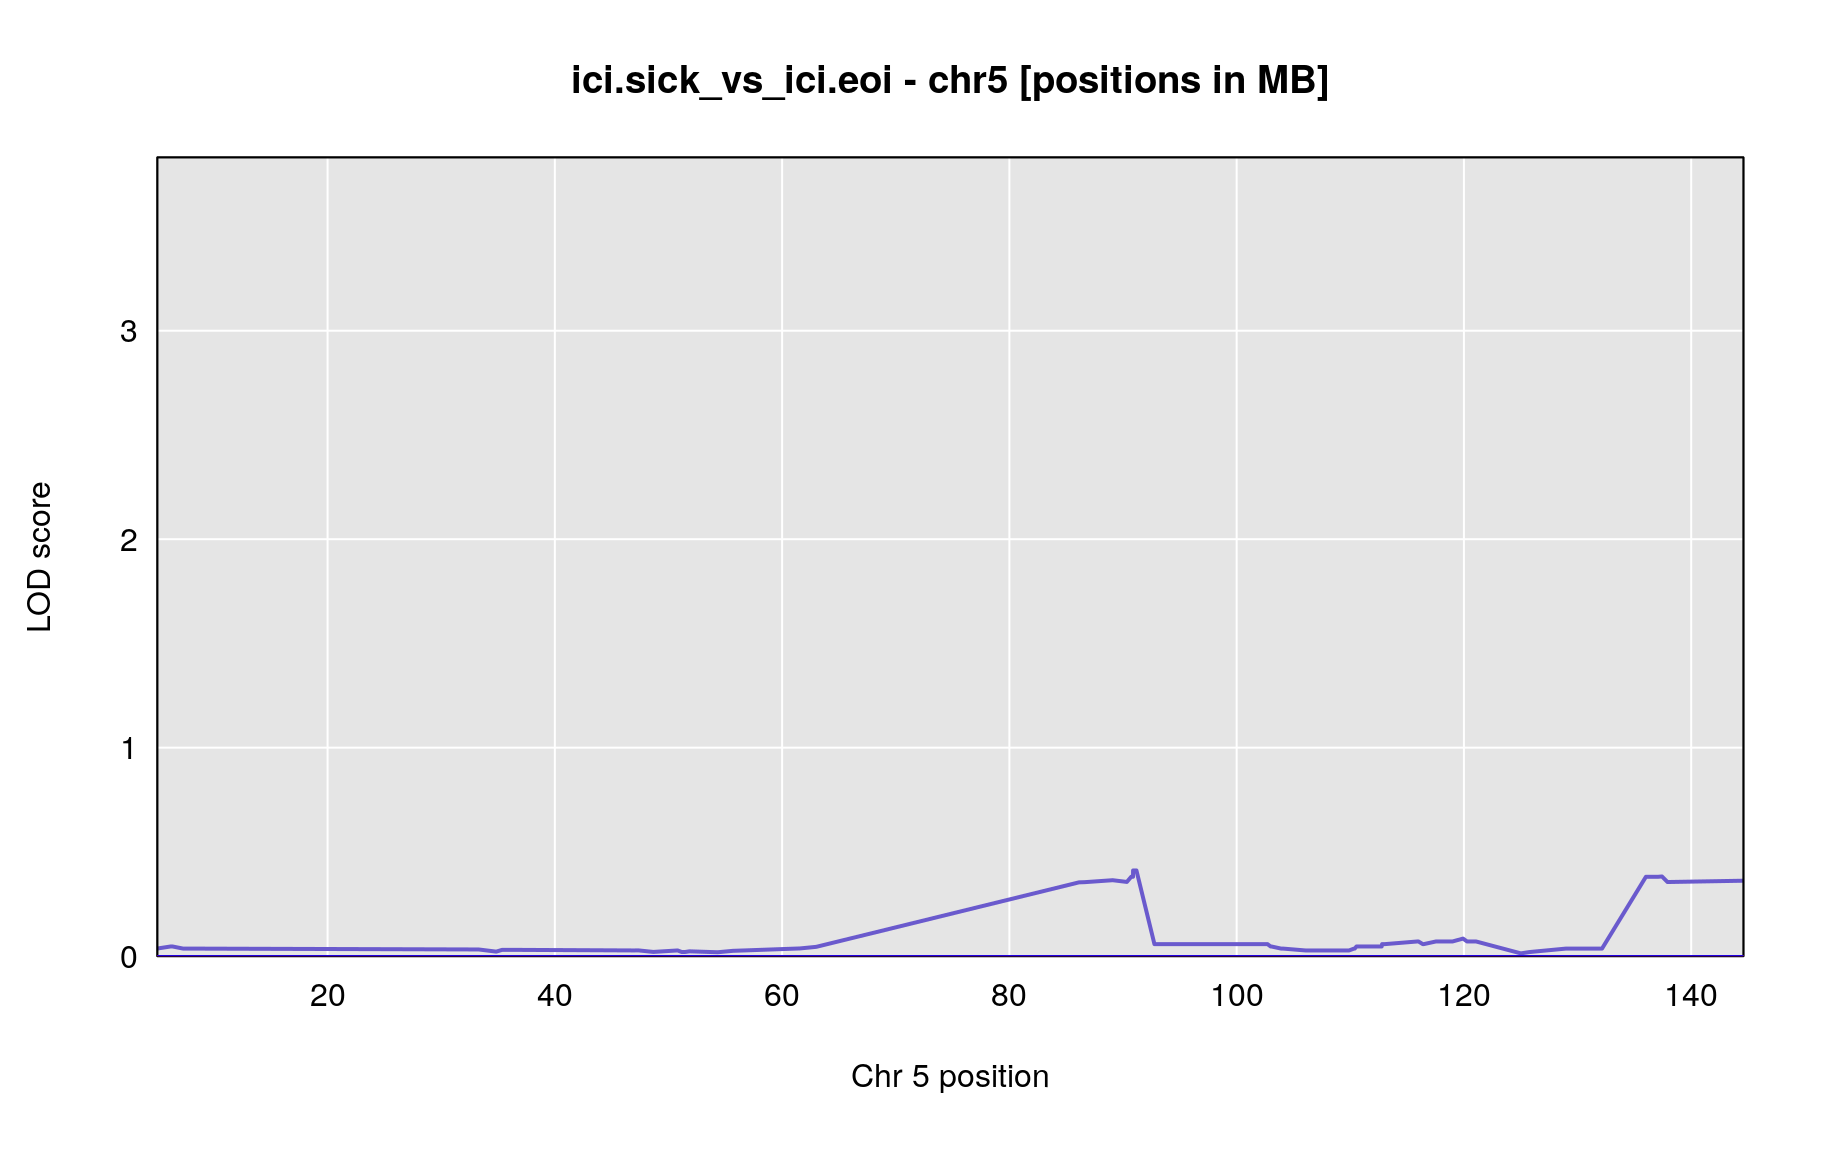 ici.sick_vs_ici.eoi - chr5 [positions in MB]
LOD score
3
2
1
0
20 40 60 80 100 120 140
Chr 5 position